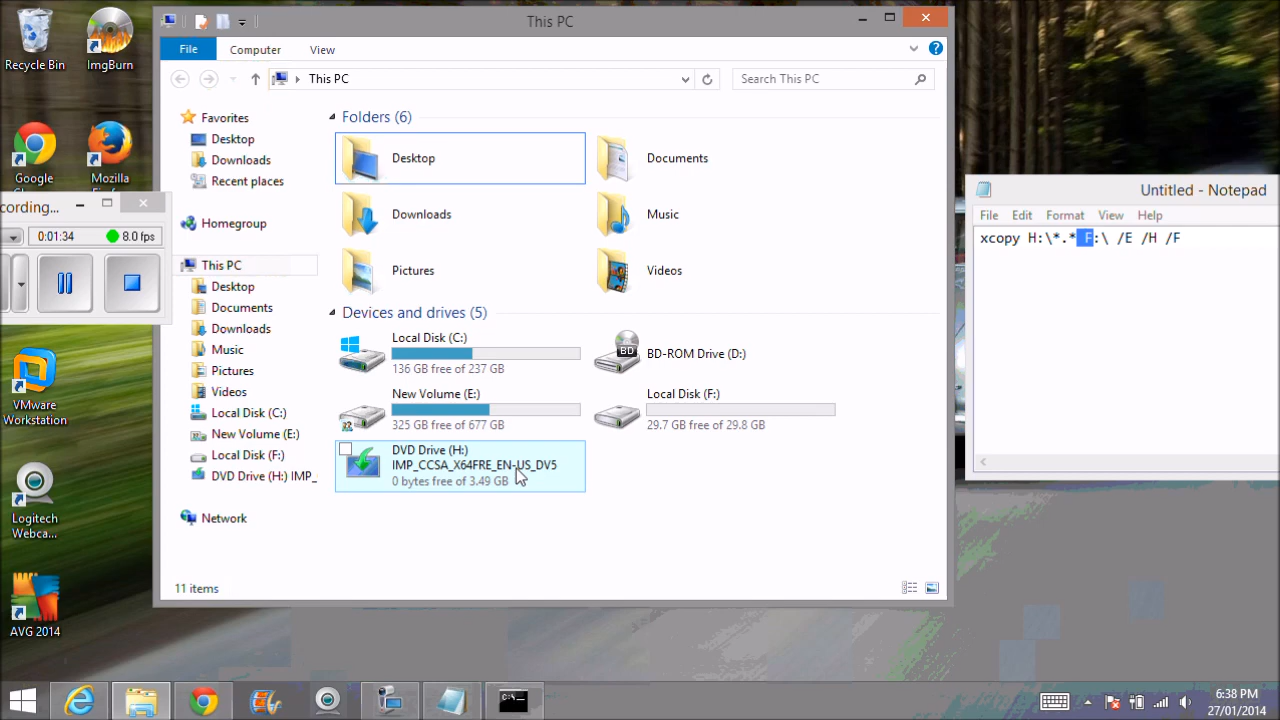 Recycle Bin
ImgBurn
Google
Mozilla
cording...
0:01:34
8.0 fps
VMware
Workstation
Logitech
Webca...
AVG 2014
This PC
File
Computer
View
This PC
Search This PC
Favorites
Desktop
Downloads
Recent places
Homegroup
This PC
Desktop
Documents
Downloads
Music
Pictures
Videos
Local Disk (C:)
New Volume (E:)
Local Disk (F:)
DVD Drive (H:) IMP_
Network
Folders (6)
Desktop
Documents
Downloads
Music
Pictures
Videos
Devices and drives (5)
Local Disk (C:)
136 GB free of 237 GB
BD
BD-ROM Drive (D:)
New Volume (E:)
325 GB free of 677 GB
Local Disk (F:)
29.7 GB free of 29.8 GB
DVD Drive (H:)
IMP_CCSA_X64FRE_EN-US_DV5
0 bytes free of 3.49 GB
11 items
Untitled - Notepad
File
Edit
Format
View
Help
xcopy H:\*.* F:\ /E /H /F
6:38 PM
27/01/2014